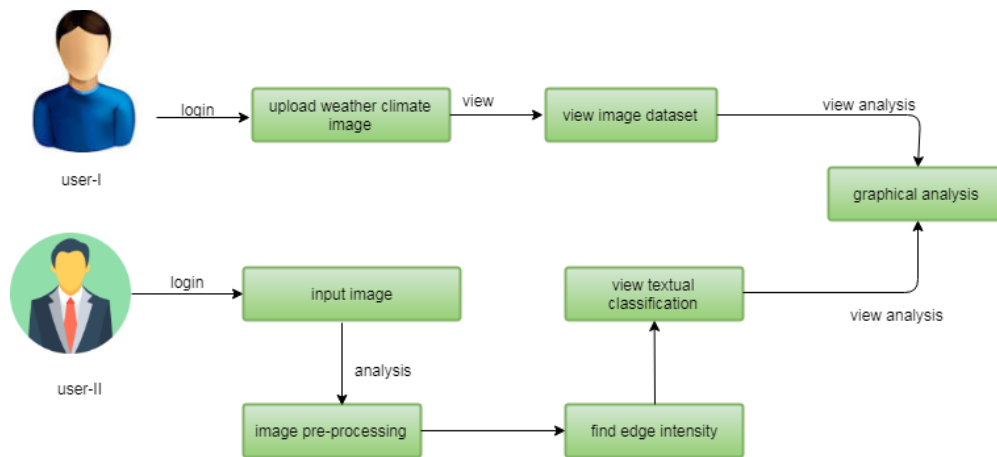 login
upload weather climate
image
view
view image dataset
view analysis
user-I
graphical analysis
login
input image
view textual
classification
view analysis
analysis
user-II
image pre-processing
find edge intensity